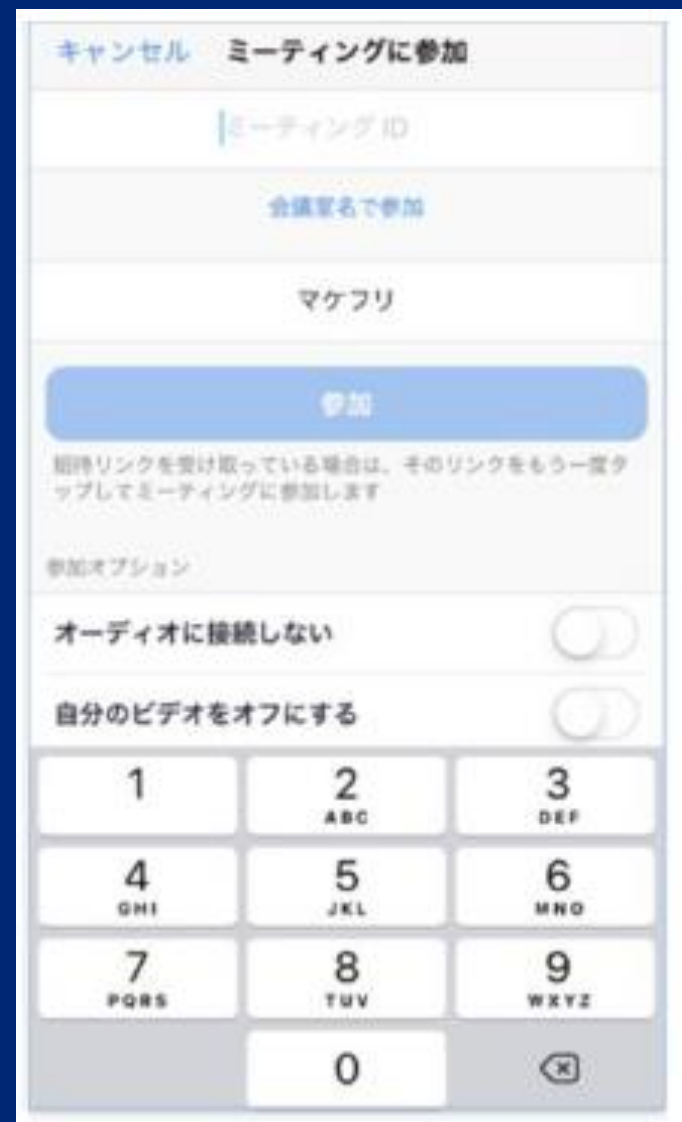 キャンセル ミーティングに参加
ミーティング ID
会議室名で参加
マケフリ
参加
招待リンクを受け取っている場合は、そのリンクをもう一度タ
ップしてミーティングに参加します
参加オプション
オーディオに接続しない
自分のビデオをオフにする
1 2 3
ABC DEF
4 5 6
GHI JKL MNO
7 8 9
PQRS TUV WXYZ
0